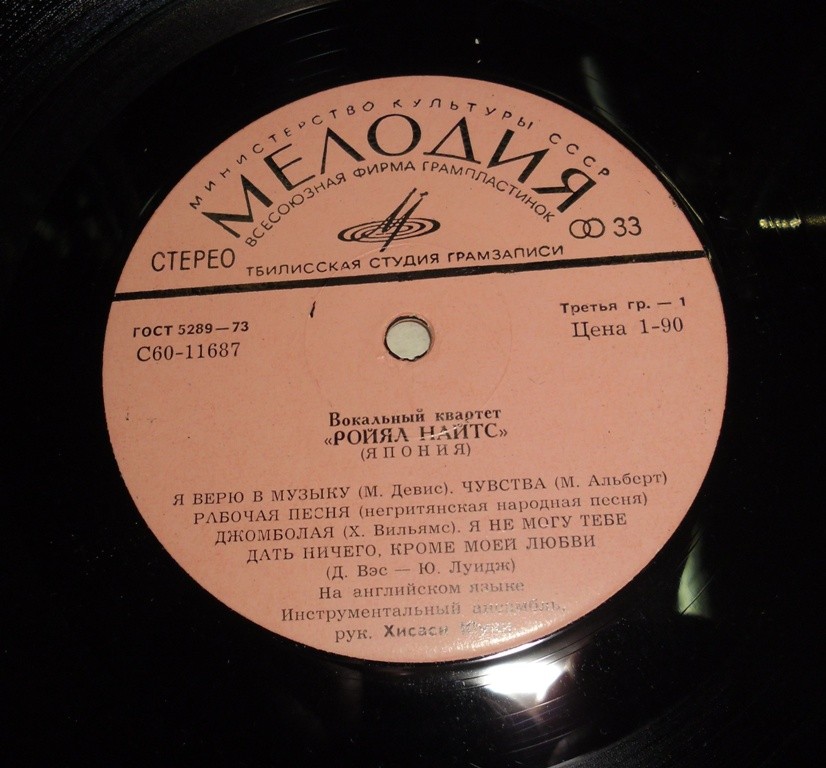 МИНИСТЕРСТВО КУЛЬТУРЫ СССР
МЕЛОДИЯ
ВСЕСОЮЗНАЯ ФИРМА ГРАМПЛАСТИНОК
СТЕРЕО
33
ТБИЛИССКАЯ СТУДИЯ ГРАМЗАПИСИ
ГОСТ 5289—73
С60-11687
Третья гр. — 1
Цена 1-90
Вокальный квартет
«РОЙЯЛ НАЙТС»
(ЯПОНИЯ)
Я ВЕРЮ В МУЗЫКУ (М. Девис). ЧУВСТВА (М. Альберт)
РАБОЧАЯ ПЕСНЯ (негритянская народная песня)
ДЖОМБОЛАЯ (Х. Вильямс). Я НЕ МОГУ ТЕБЕ
ДАТЬ НИЧЕГО, КРОМЕ МОЕЙ ЛЮБВИ
(Д. Вэс — Ю. Луидж)
На английском языке
Инструментальный ансамбль,
рук. Хисаси